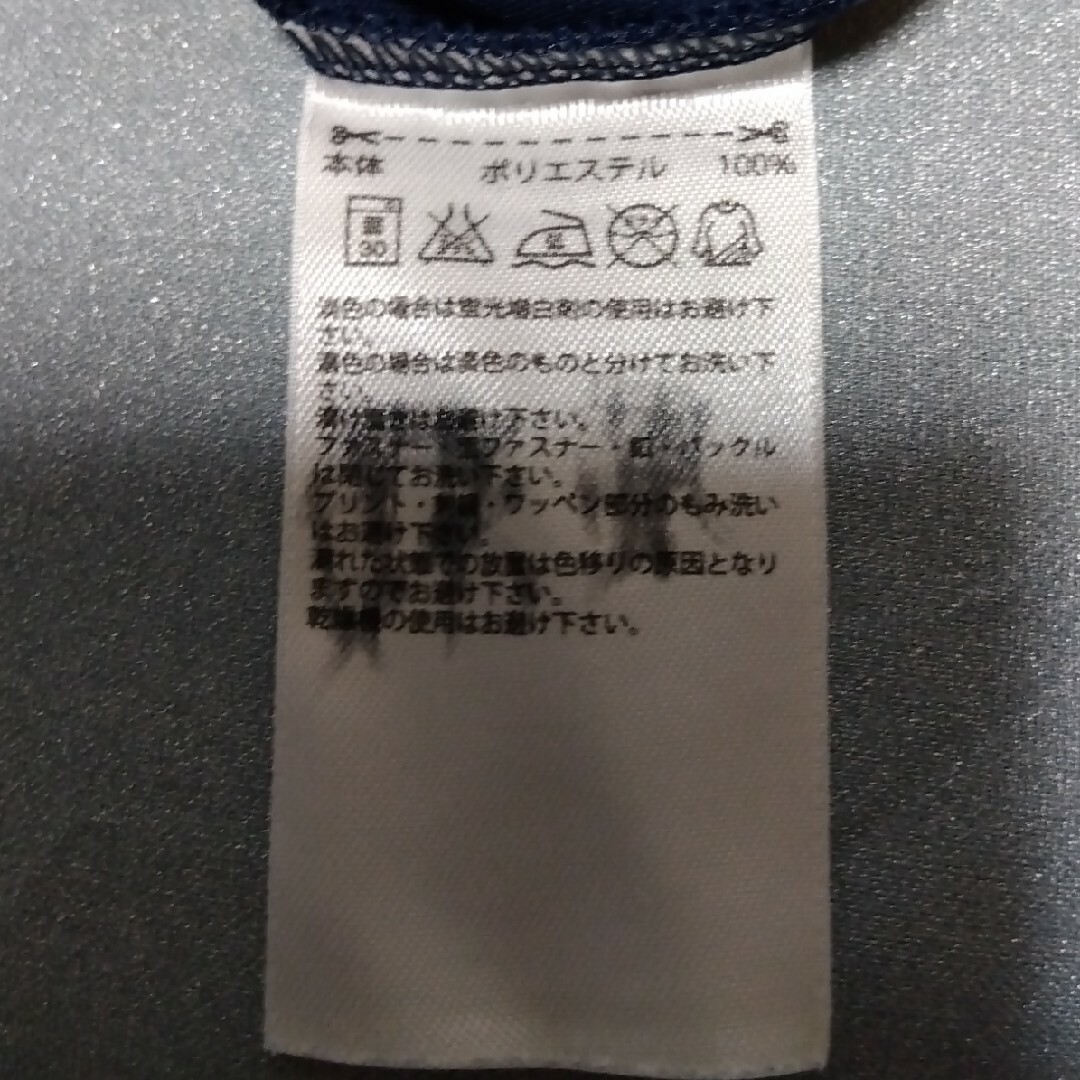 本体 ポリエステル 100%
30
淡色の場合は蛍光増白剤の使用はお避け下
さい。
濃色の場合は淡色のものと分けてお洗い下
さい。
漬け置きはお避け下さい。
ファスナー・ ファスナー・釦・バックル
は閉じてお洗い下さい。
プリント・刺繍・ワッペン部分のもみ洗い
はお避け下さい。
濡れた状態での放置は色移りの原因となり
ますのでお避け下さい。
乾燥機の使用はお避け下さい。